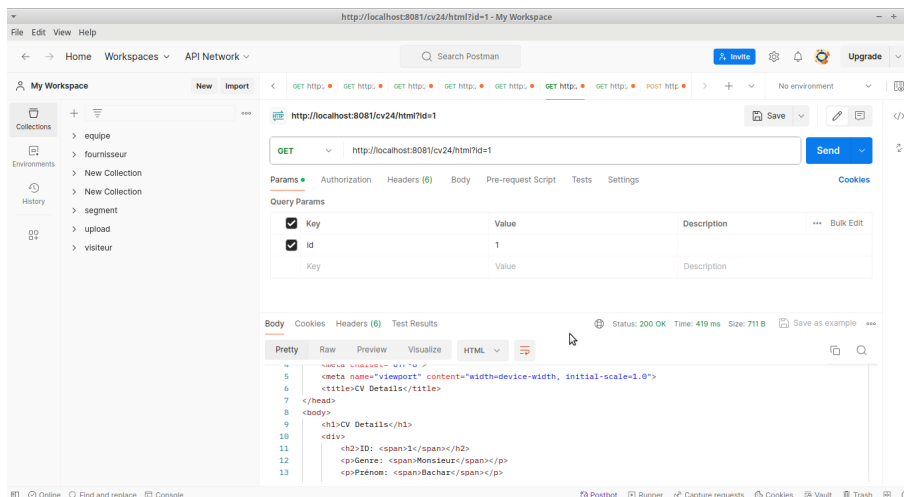 http://localhost:8081/cv24/html?id=1 - My Workspace
File Edit View Help
Home Workspaces API Network Search Postman Invite Upgrade
My Workspace New Import GET http:. GET http:. GET http:. GET http:. GET http:. GET http:. GET http:. POST http No environment
Collections
Environments
History
equipe
fournisseur
New Collection
New Collection
segment
upload
visiteur
HTTP http://localhost:8081/cv24/html?id=1 Save
GET http://localhost:8081/cv24/html?id=1 Send
Params Authorization Headers (6) Body Pre-request Script Tests Settings Cookies
Query Params
Key Value Description Bulk Edit
id 1
Key Value Description
Body Cookies Headers (6) Test Results Status: 200 OK Time: 419 ms Size: 711 B Save as example
Pretty Raw Preview Visualize HTML
5 <meta name="viewport" content="width=device-width, initial-scale=1.0">
6 <title>CV Details</title>
7 </head>
8 <body>
9 <h1>CV Details</h1>
10 <div>
11 <h2>ID: <span>1</span></h2>
12 <p>Genre: <span>Monsieur</span></p>
13 <p>Prénom: <span>Bachar</span></p>
Online Find and replace Console Postbot Runner Capture requests Cookies Vault Trash